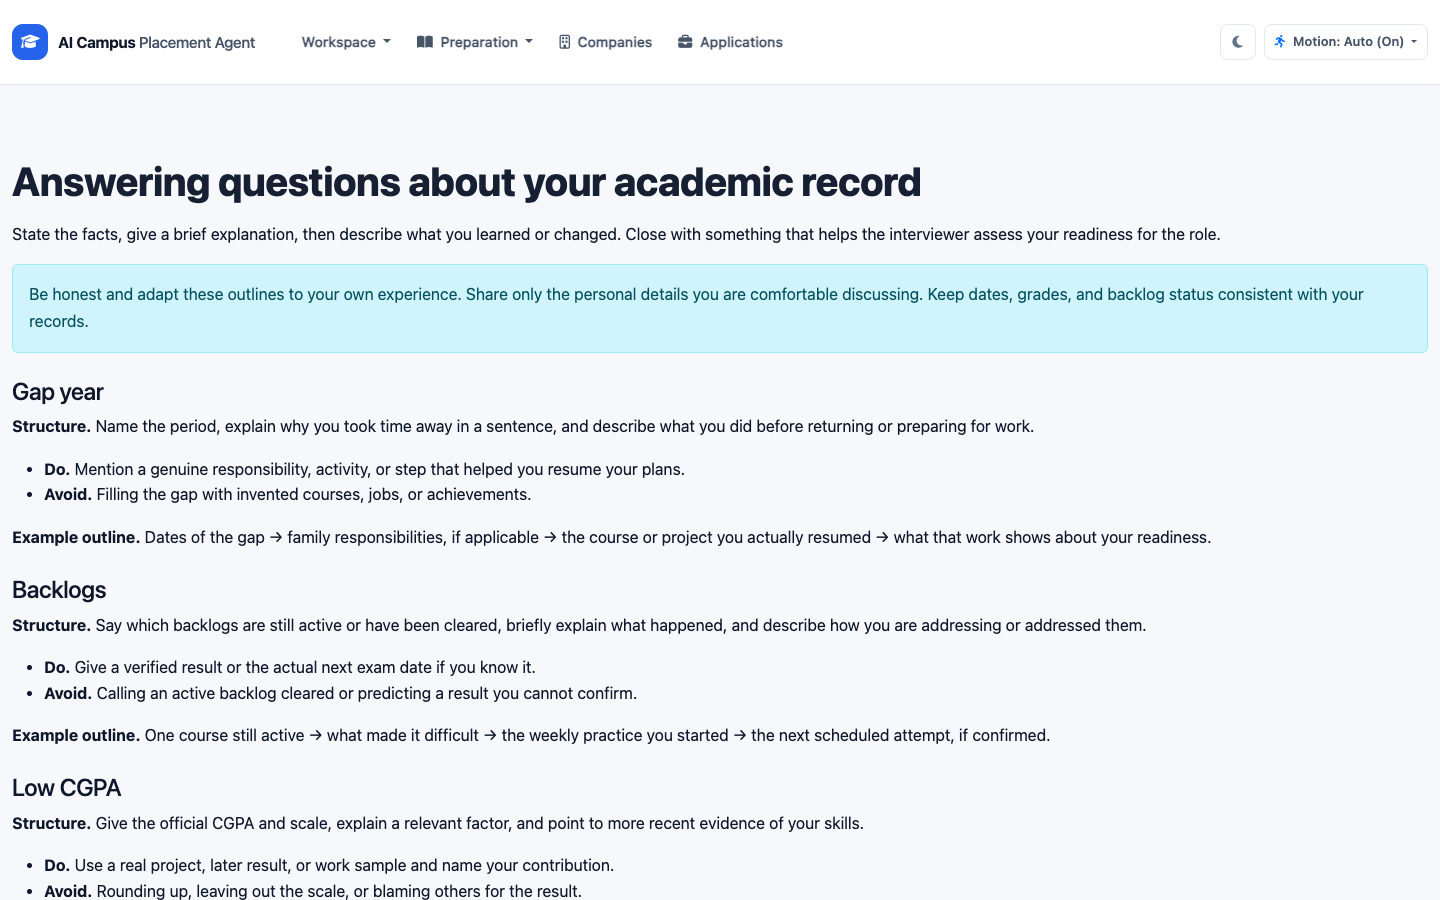 AI Campus Placement Agent Workspace Preparation Companies Applications Motion: Auto (On)
Answering questions about your academic record
State the facts, give a brief explanation, then describe what you learned or changed. Close with something that helps the interviewer assess your readiness for the role.
Be honest and adapt these outlines to your own experience. Share only the personal details you are comfortable discussing. Keep dates, grades, and backlog status consistent with your
records.
Gap year
Structure. Name the period, explain why you took time away in a sentence, and describe what you did before returning or preparing for work.
• Do. Mention a genuine responsibility, activity, or step that helped you resume your plans.
• Avoid. Filling the gap with invented courses, jobs, or achievements.
Example outline. Dates of the gap → family responsibilities, if applicable → the course or project you actually resumed → what that work shows about your readiness.
Backlogs
Structure. Say which backlogs are still active or have been cleared, briefly explain what happened, and describe how you are addressing or addressed them.
• Do. Give a verified result or the actual next exam date if you know it.
• Avoid. Calling an active backlog cleared or predicting a result you cannot confirm.
Example outline. One course still active → what made it difficult → the weekly practice you started → the next scheduled attempt, if confirmed.
Low CGPA
Structure. Give the official CGPA and scale, explain a relevant factor, and point to more recent evidence of your skills.
• Do. Use a real project, later result, or work sample and name your contribution.
• Avoid. Rounding up, leaving out the scale, or blaming others for the result.